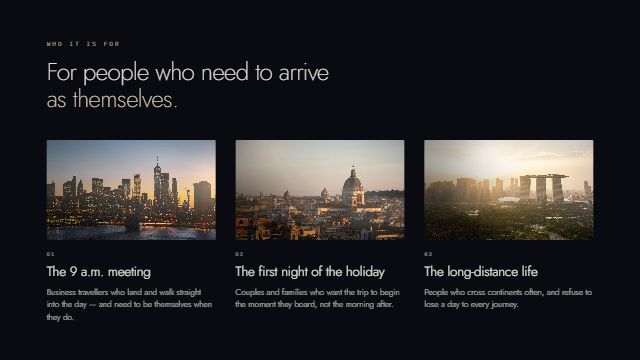 WHO IT IS FOR
For people who need to arrive
as themselves.
01
The 9 a.m. meeting
Business travellers who land and walk straight
into the day — and need to be themselves when
they do.
02
The first night of the holiday
Couples and families who want the trip to begin
the moment they board, not the morning after.
03
The long-distance life
People who cross continents often, and refuse to
lose a day to every journey.